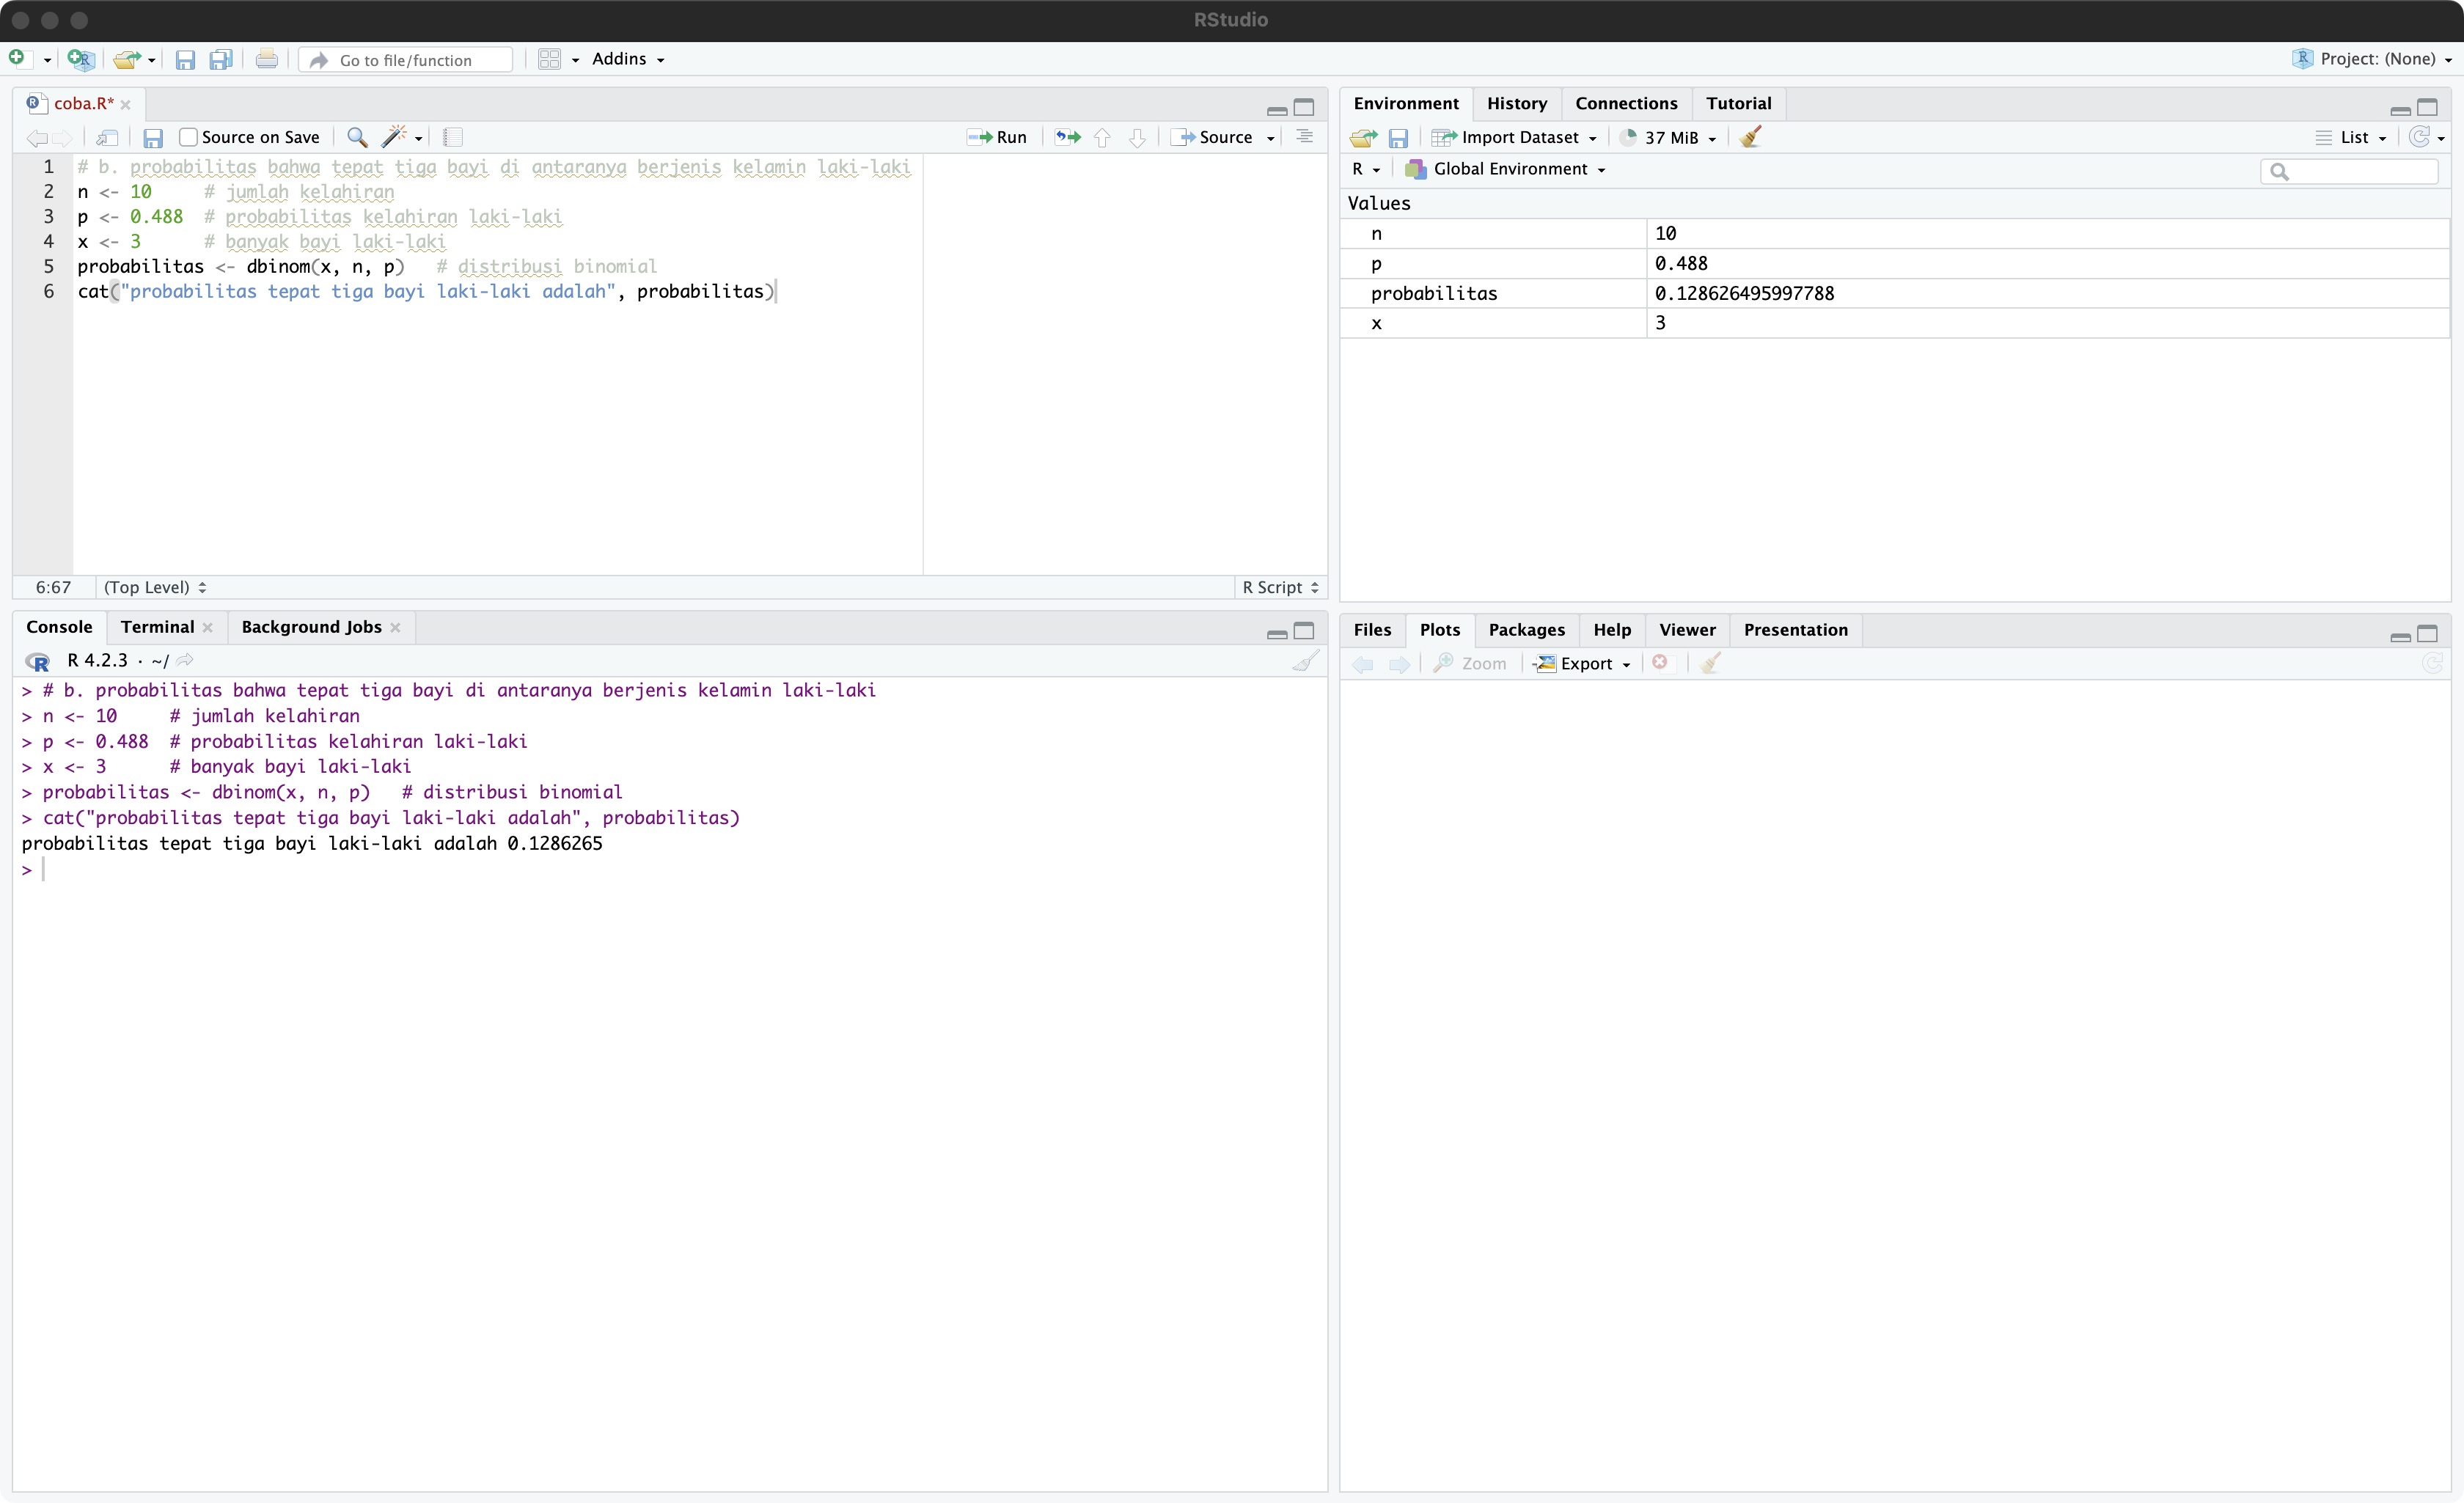 RStudio
Go to file/function
Addins
Project: (None)
coba.R*
Source on Save
Run
Source
1 # b. probabilitas bahwa tepat tiga bayi di antaranya berjenis kelamin laki-laki
2 n <- 10     # jumlah kelahiran
3 p <- 0.488  # probabilitas kelahiran laki-laki
4 x <- 3      # banyak bayi laki-laki
5 probabilitas <- dbinom(x, n, p)   # distribusi binomial
6 cat("probabilitas tepat tiga bayi laki-laki adalah", probabilitas)
6:67 (Top Level) R Script
Console Terminal Background Jobs
R 4.2.3 · ~/
> # b. probabilitas bahwa tepat tiga bayi di antaranya berjenis kelamin laki-laki
> n <- 10     # jumlah kelahiran
> p <- 0.488  # probabilitas kelahiran laki-laki
> x <- 3      # banyak bayi laki-laki
> probabilitas <- dbinom(x, n, p)   # distribusi binomial
> cat("probabilitas tepat tiga bayi laki-laki adalah", probabilitas)
probabilitas tepat tiga bayi laki-laki adalah 0.1286265
>
Environment History Connections Tutorial
Import Dataset 37 MiB List
R Global Environment
Values
n 10
p 0.488
probabilitas 0.128626495997788
x 3
Files Plots Packages Help Viewer Presentation
Zoom Export